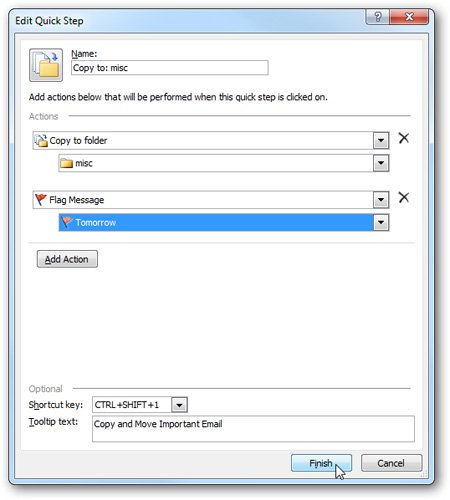 Edit Quick Step
?
Name:
Copy to: misc
Add actions below that will be performed when this quick step is clicked on.
Actions
Copy to folder
misc
Flag Message
Tomorrow
Add Action
Optional
Shortcut key: CTRL+SHIFT+1
Tooltip text: Copy and Move Important Email
Finish Cancel